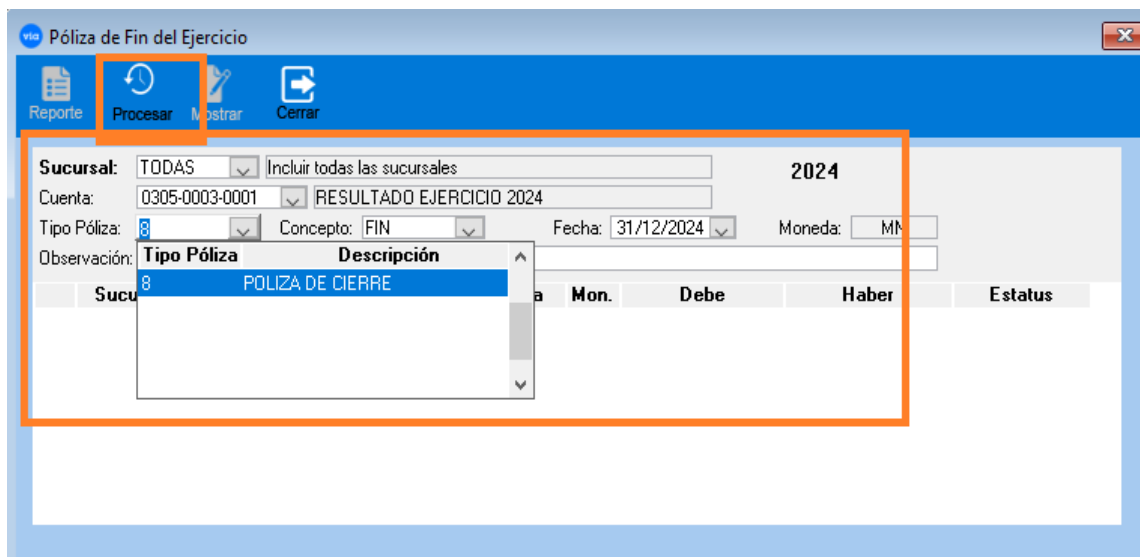 via Póliza de Fin del Ejercicio
Reporte Procesar Mostrar Cerrar
Sucursal: TODAS Incluir todas las sucursales 2024
Cuenta: 0305-0003-0001 RESULTADO EJERCICIO 2024
Tipo Póliza: 8 Concepto: FIN Fecha: 31/12/2024 Moneda: MN
Observación:
Tipo Póliza Descripción
8 POLIZA DE CIERRE
Mon. Debe Haber Estatus